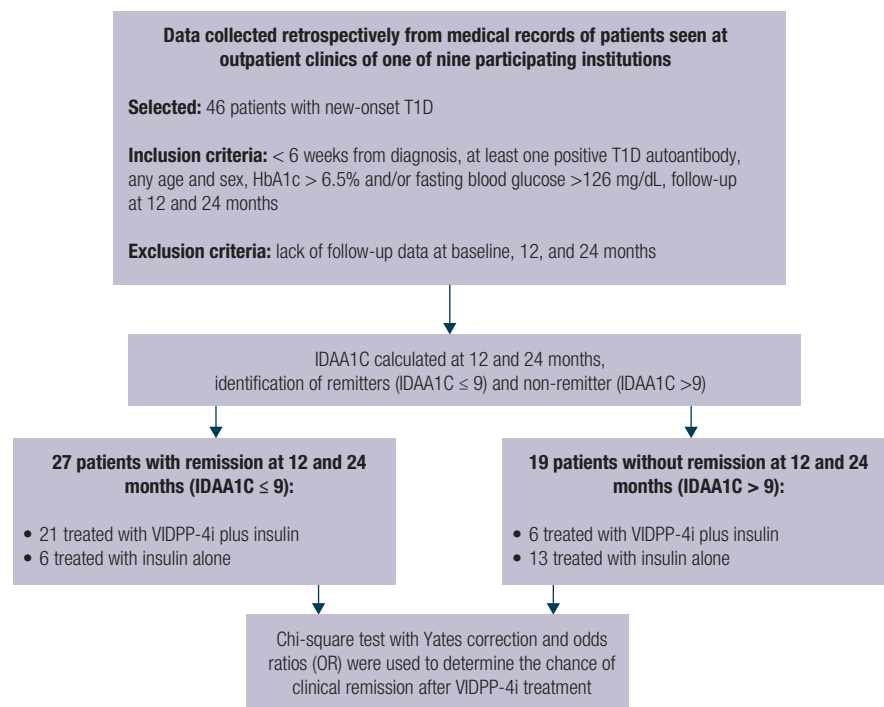 Data collected retrospectively from medical records of patients seen at
outpatient clinics of one of nine participating institutions
Selected: 46 patients with new-onset T1D
Inclusion criteria: < 6 weeks from diagnosis, at least one positive T1D autoantibody,
any age and sex, HbA1c > 6.5% and/or fasting blood glucose >126 mg/dL, follow-up
at 12 and 24 months
Exclusion criteria: lack of follow-up data at baseline, 12, and 24 months
IDAA1C calculated at 12 and 24 months,
identification of remitters (IDAA1C ≤ 9) and non-remitter (IDAA1C >9)
27 patients with remission at 12 and 24
months (IDAA1C ≤ 9):
• 21 treated with VIDPP-4i plus insulin
• 6 treated with insulin alone
19 patients without remission at 12 and 24
months (IDAA1C > 9):
• 6 treated with VIDPP-4i plus insulin
• 13 treated with insulin alone
Chi-square test with Yates correction and odds
ratios (OR) were used to determine the chance of
clinical remission after VIDPP-4i treatment